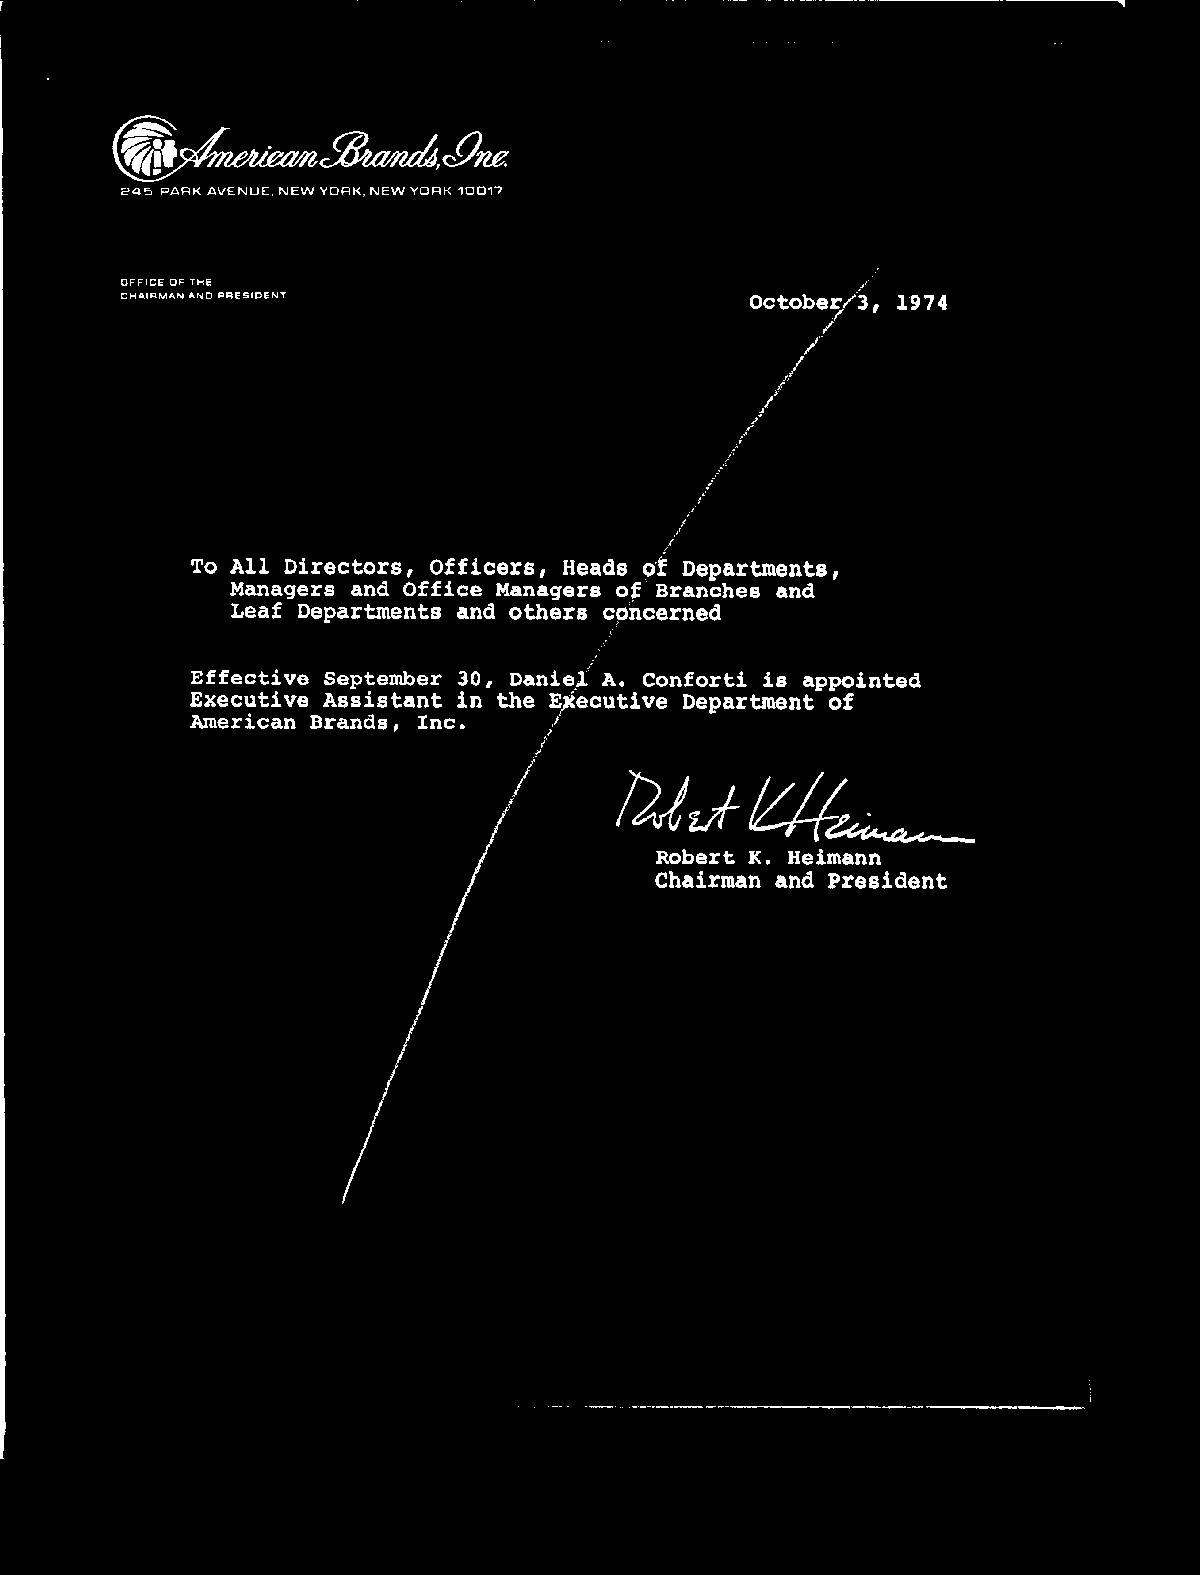 American Brands, Inc.
245 PARK AVENUE, NEW YORK, NEW YORK 10017
OFFICE OF THE
CHAIRMAN AND PRESIDENT
October 3, 1974
To All Directors, Officers, Heads of Departments,
Managers and Office Managers of Branches and
Leaf Departments and others concerned
Effective September 30, Daniel A. Conforti is appointed
Executive Assistant in the Executive Department of
American Brands, Inc.
Robert K Heimann
Robert K. Heimann
Chairman and President